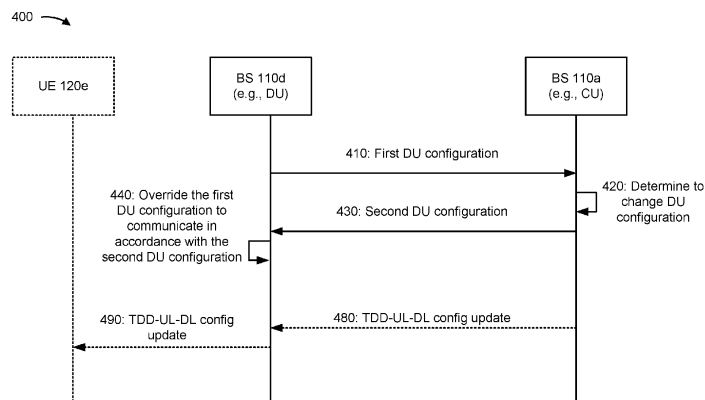 400
UE 120e
BS 110d
(e.g., DU)
BS 110a
(e.g., CU)
410: First DU configuration
420: Determine to
change DU
configuration
430: Second DU configuration
440: Override the first
DU configuration to
communicate in
accordance with the
second DU configuration
480: TDD-UL-DL config update
490: TDD-UL-DL config
update